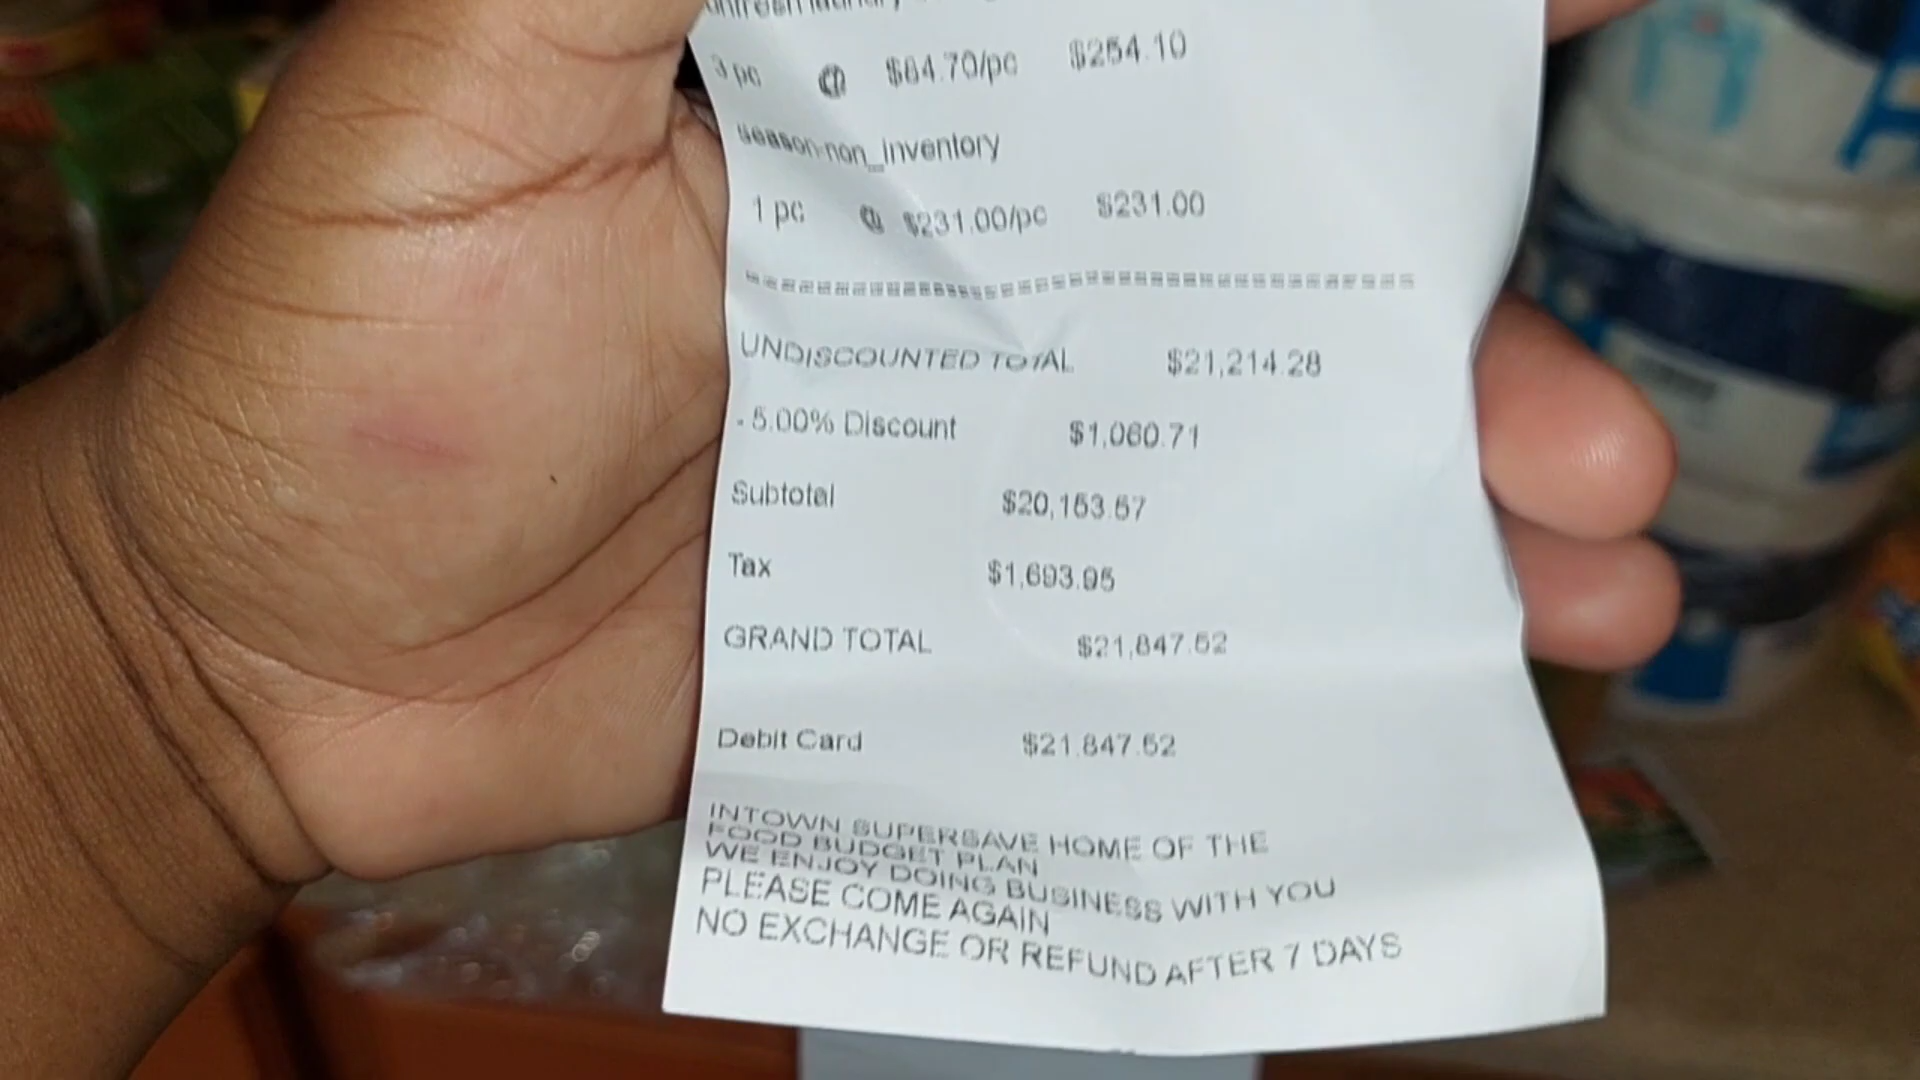 3 pc @ $84.70/pc $254.10
season-non_inventory
1 pc @ $231.00/pc $231.00
UNDISCOUNTED TOTAL $21,214.28
- 5.00% Discount $1,060.71
Subtotal $20,153.57
Tax $1,693.95
GRAND TOTAL $21,847.52
Debit Card $21,847.52
INTOWN SUPERSAVE HOME OF THE
FOOD BUDGET PLAN
WE ENJOY DOING BUSINESS WITH YOU
PLEASE COME AGAIN
NO EXCHANGE OR REFUND AFTER 7 DAYS